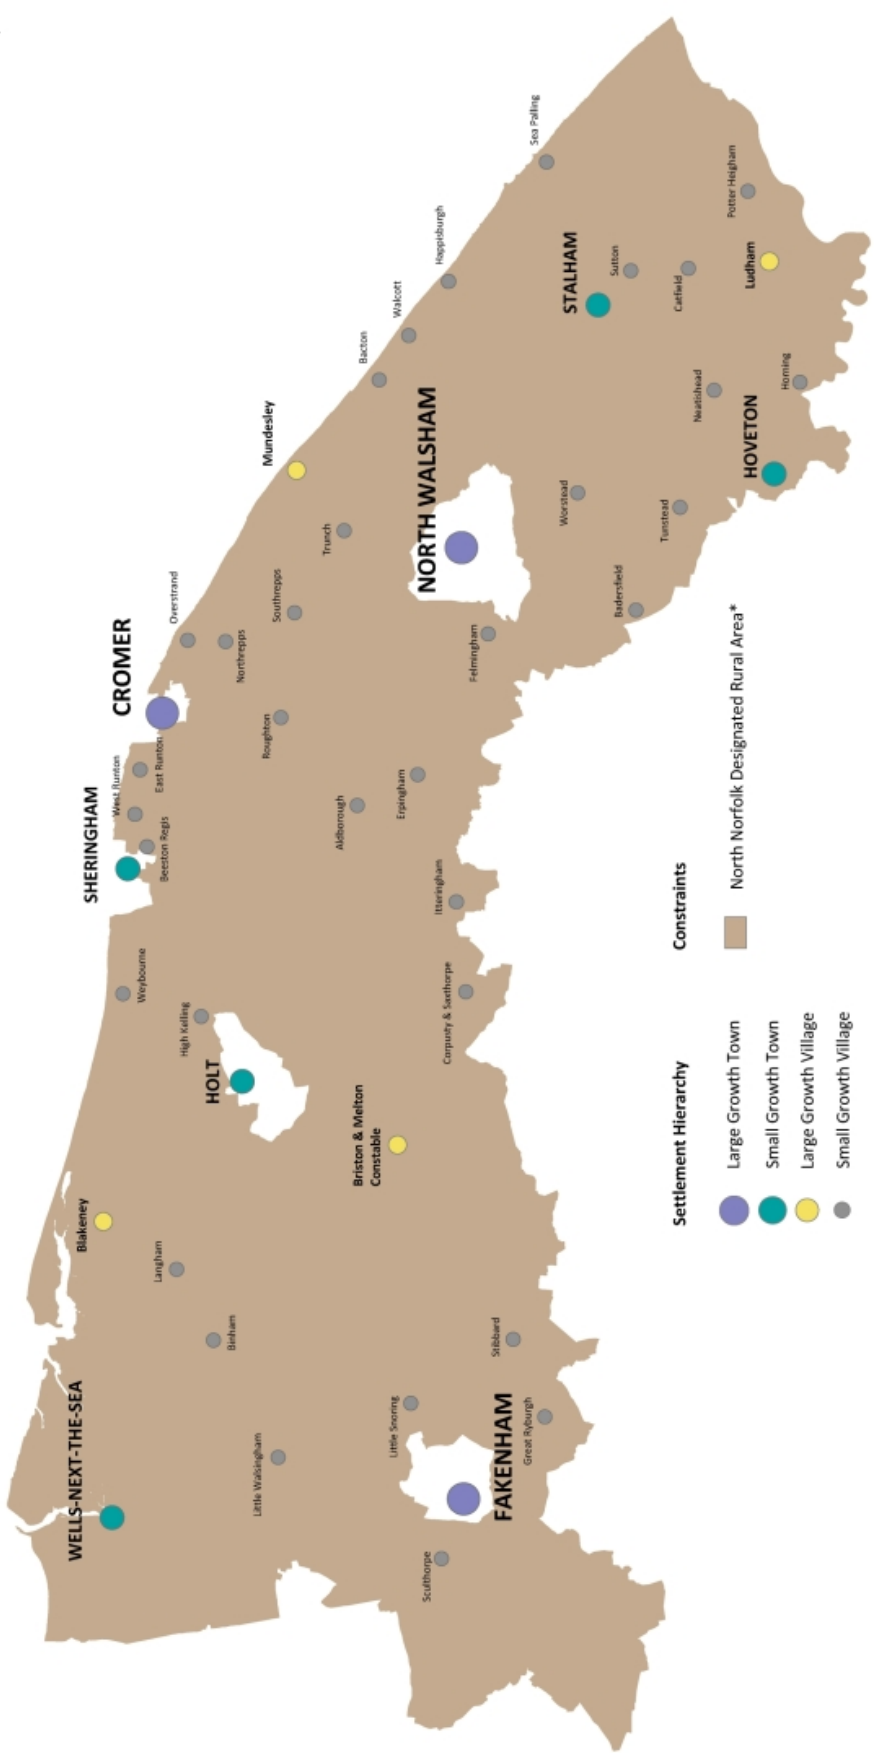 WELLS-NEXT-THE-SEA
Blakeney
Langham
Binham
Little Walsingham
Weybourne
High Kelling
HOLT
SHERINGHAM
West Runton
East Runton
Beeston Regis
CROMER
Overstrand
Northrepps
Southrepps
Roughton
Trunch
Mundesley
Bacton
Walcott
Happisburgh
Sea Palling
Sculthorpe
Little Snoring
FAKENHAM
Great Ryburgh
Stibbard
Briston & Melton
Constable
Corpusty & Saxthorpe
Itteringham
Aldborough
Erpingham
Felmingham
NORTH WALSHAM
Worstead
Badersfield
Tunstead
Neatishead
HOVETON
Horning
STALHAM
Sutton
Catfield
Ludham
Potter Heigham
Settlement Hierarchy
Large Growth Town
Small Growth Town
Large Growth Village
Small Growth Village
Constraints
North Norfolk Designated Rural Area*